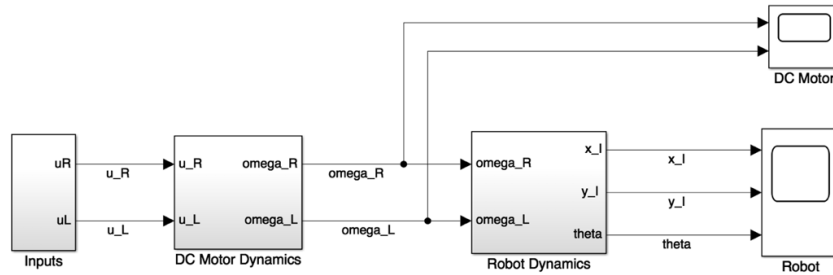 DC Motor
uR
u_R
u_R
omega_R
omega_R
omega_R
x_I
x_I
y_I
y_I
uL
u_L
u_L
omega_L
omega_L
omega_L
theta
theta
Inputs
DC Motor Dynamics
Robot Dynamics
Robot